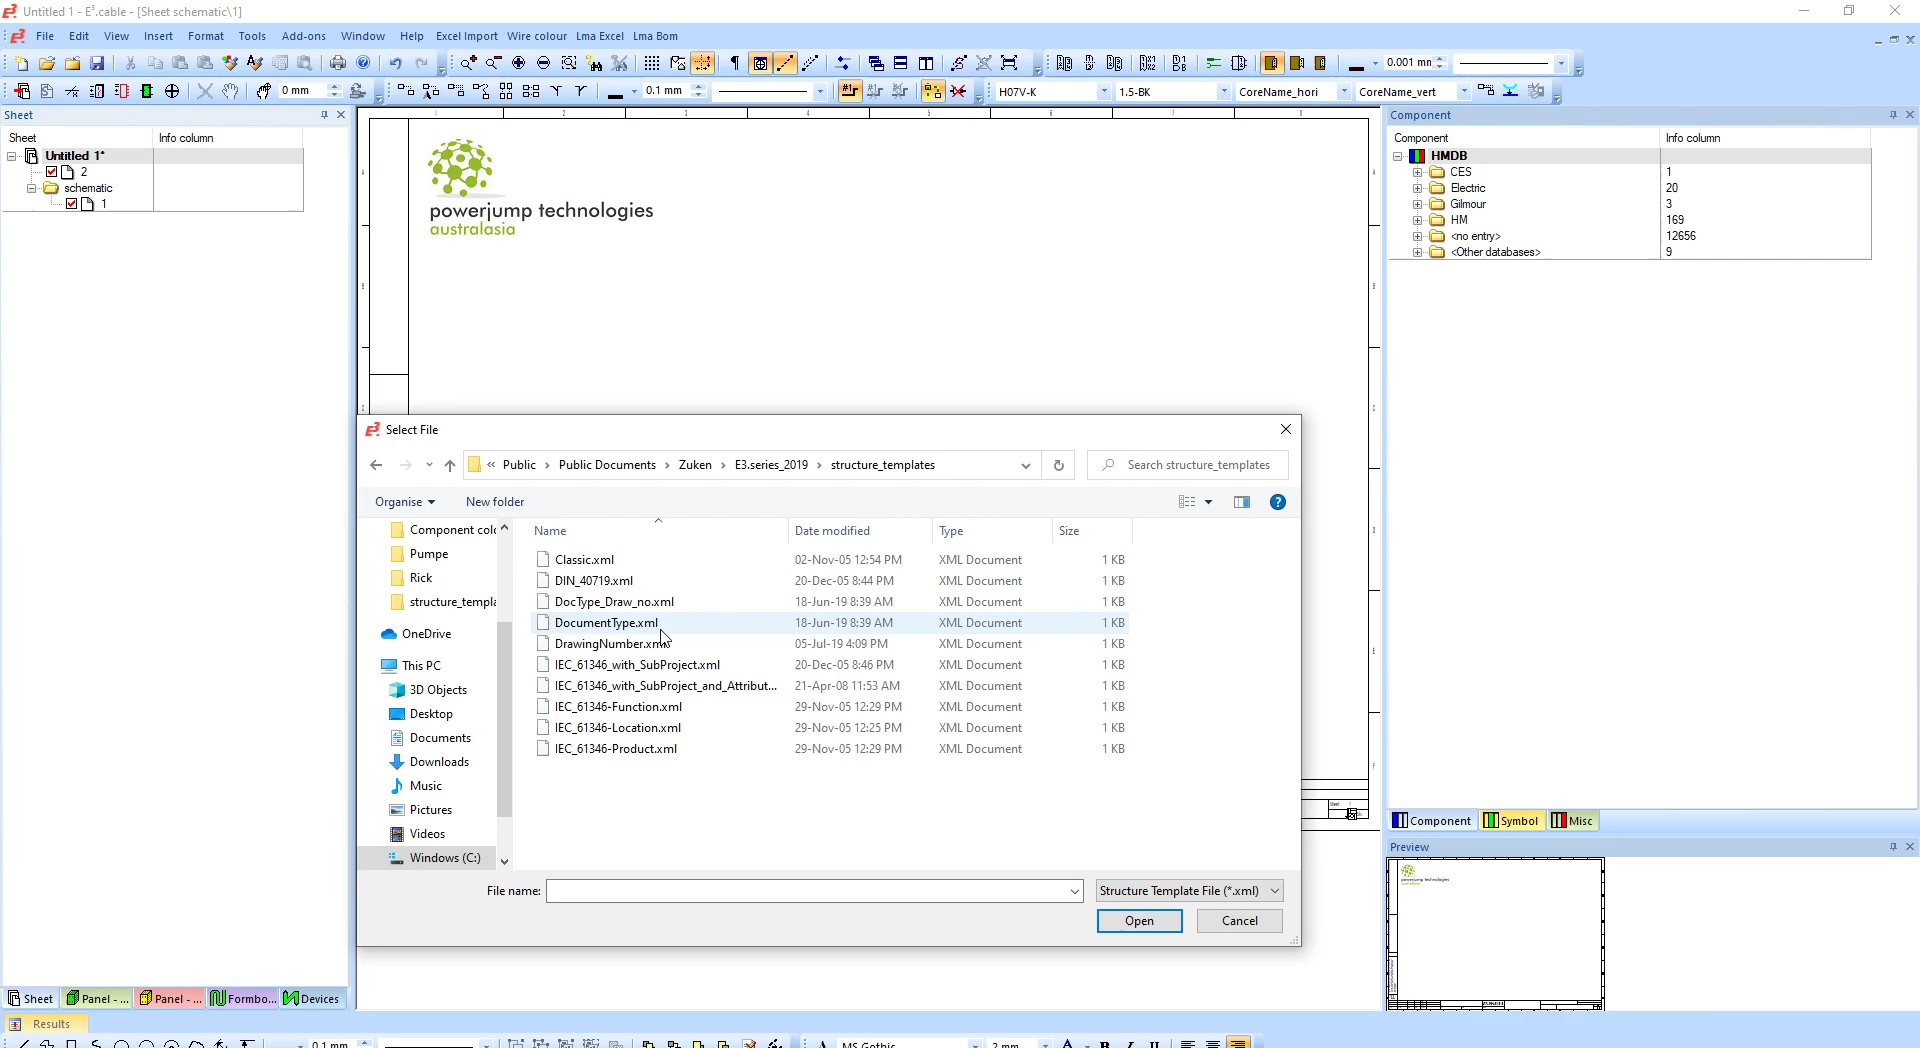 Untitled 1 - E³.cable - [Sheet schematic\1]
File Edit View Insert Format Tools Add-ons Window Help Excel Import Wire colour Lma Excel Lma Bom
0.001 mm
0 mm 0.1 mm H07V-K 1.5-BK CoreName_hori CoreName_vert
Sheet
Sheet Info column
Untitled 1*
2
schematic
1
powerjump technologies
australasia
Component
Component Info column
HMDB
CES 1
Electric 20
Gilmour 3
HM 169
<no entry> 12656
<Other databases> 9
Select File
« Public › Public Documents › Zuken › E3.series_2019 › structure_templates
Search structure_templates
Organise New folder
Component colo
Pumpe
Rick
structure_templa
OneDrive
This PC
3D Objects
Desktop
Documents
Downloads
Music
Pictures
Videos
Windows (C:)
Name Date modified Type Size
Classic.xml 02-Nov-05 12:54 PM XML Document 1 KB
DIN_40719.xml 20-Dec-05 8:44 PM XML Document 1 KB
DocType_Draw_no.xml 18-Jun-19 8:39 AM XML Document 1 KB
DocumentType.xml 18-Jun-19 8:39 AM XML Document 1 KB
DrawingNumber.xml 05-Jul-19 4:09 PM XML Document 1 KB
IEC_61346_with_SubProject.xml 20-Dec-05 8:46 PM XML Document 1 KB
IEC_61346_with_SubProject_and_Attribut... 21-Apr-08 11:53 AM XML Document 1 KB
IEC_61346-Function.xml 29-Nov-05 12:29 PM XML Document 1 KB
IEC_61346-Location.xml 29-Nov-05 12:25 PM XML Document 1 KB
IEC_61346-Product.xml 29-Nov-05 12:29 PM XML Document 1 KB
File name: Structure Template File (*.xml)
Open Cancel
Component Symbol Misc
Preview
powerjump technologies
Sheet Panel - ... Panel - ... Formbo... Devices
Results
0.1 mm MS Gothic 2 mm